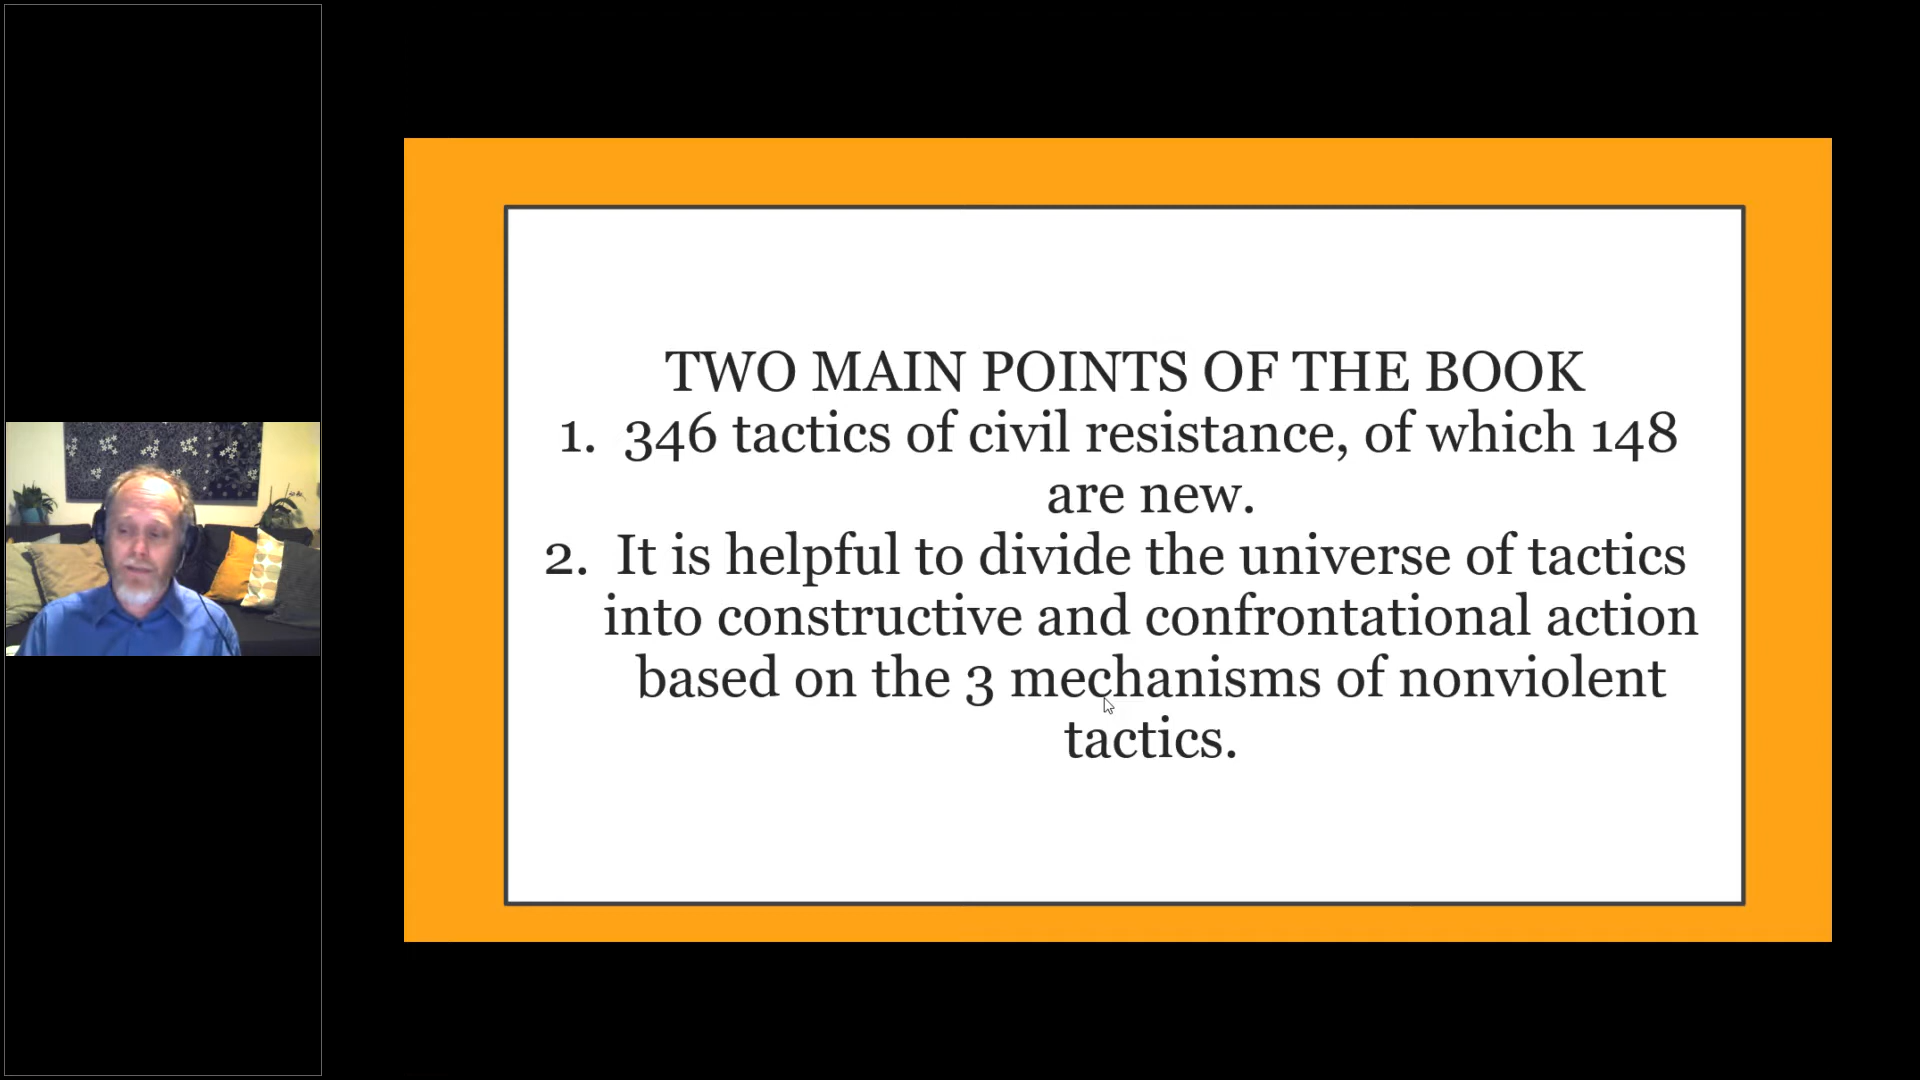 TWO MAIN POINTS OF THE BOOK
1. 346 tactics of civil resistance, of which 148
are new.
2. It is helpful to divide the universe of tactics
into constructive and confrontational action
based on the 3 mechanisms of nonviolent
tactics.